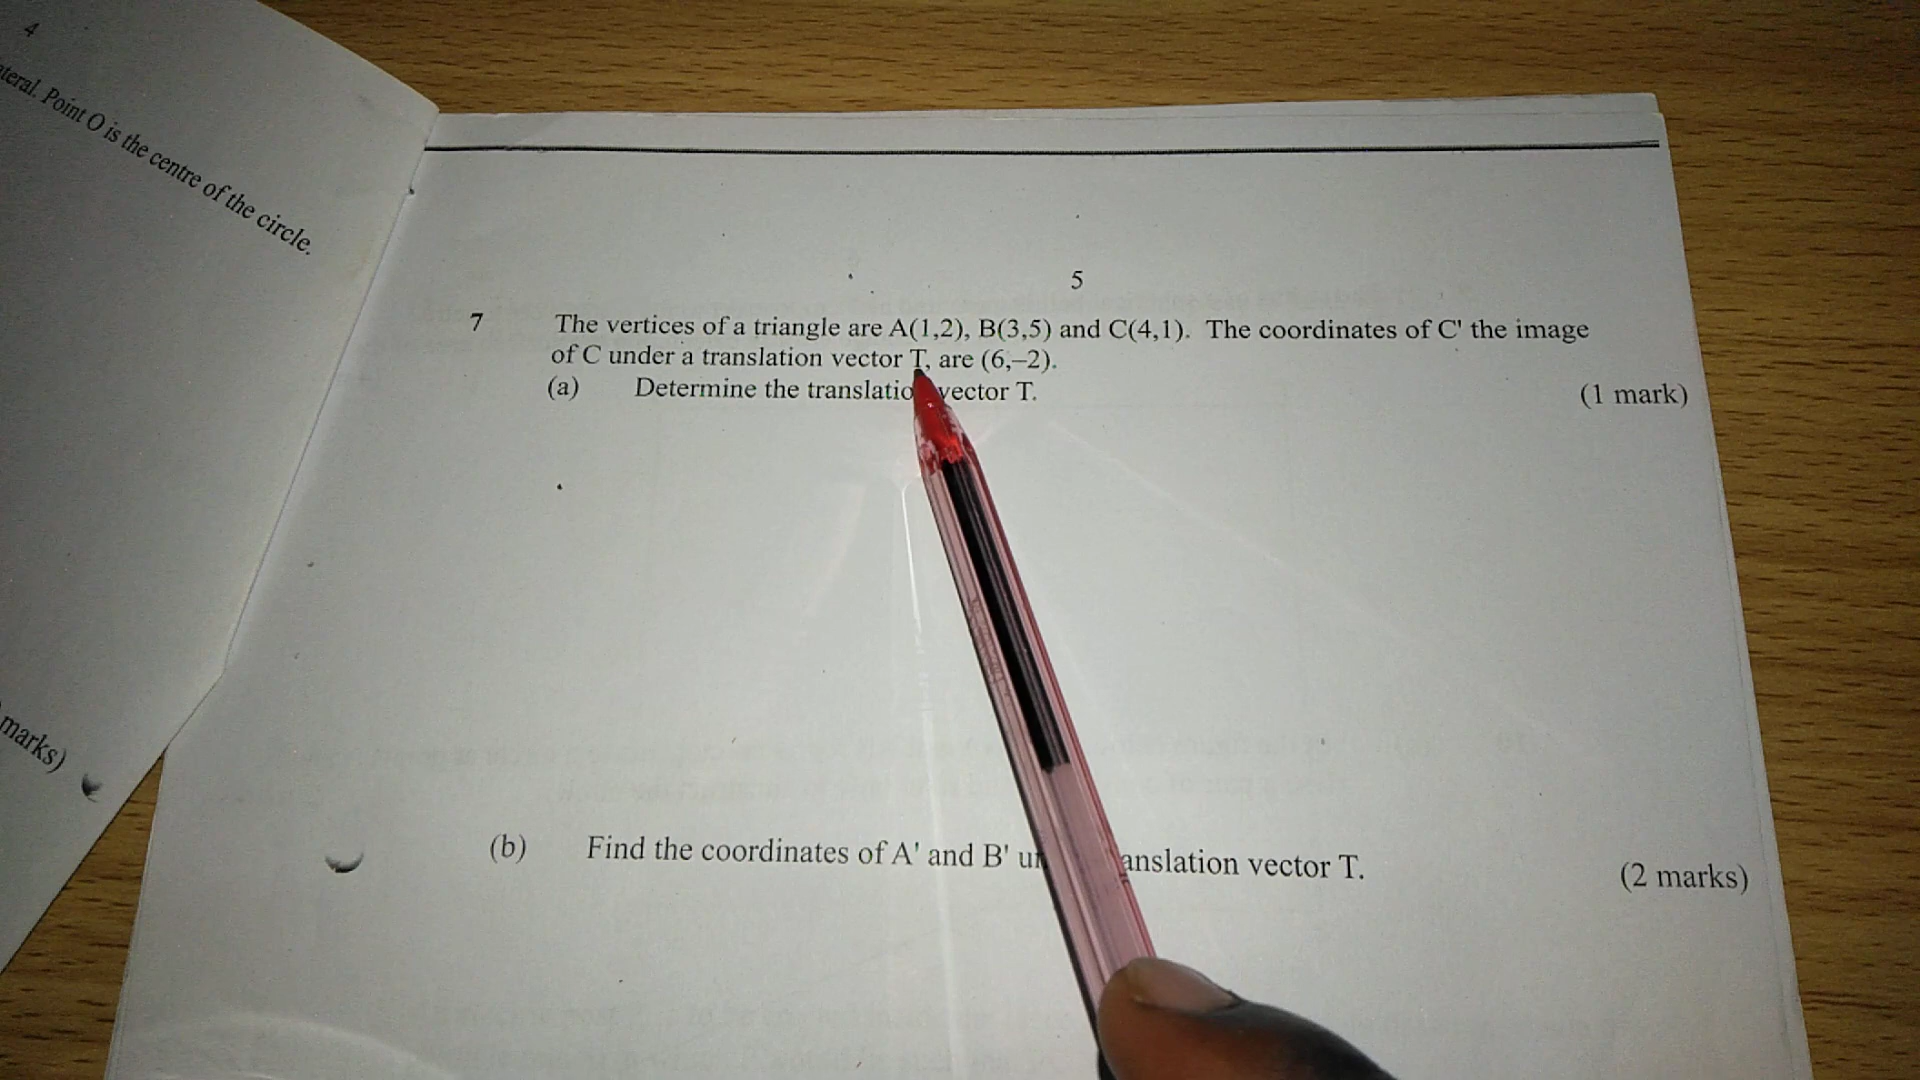 4
ateral. Point O is the centre of the circle.
marks)
5
7 The vertices of a triangle are A(1,2), B(3,5) and C(4,1). The coordinates of C' the image
of C under a translation vector T, are (6,–2).
(a) Determine the translatio vector T. (1 mark)
(b) Find the coordinates of A' and B' un anslation vector T. (2 marks)